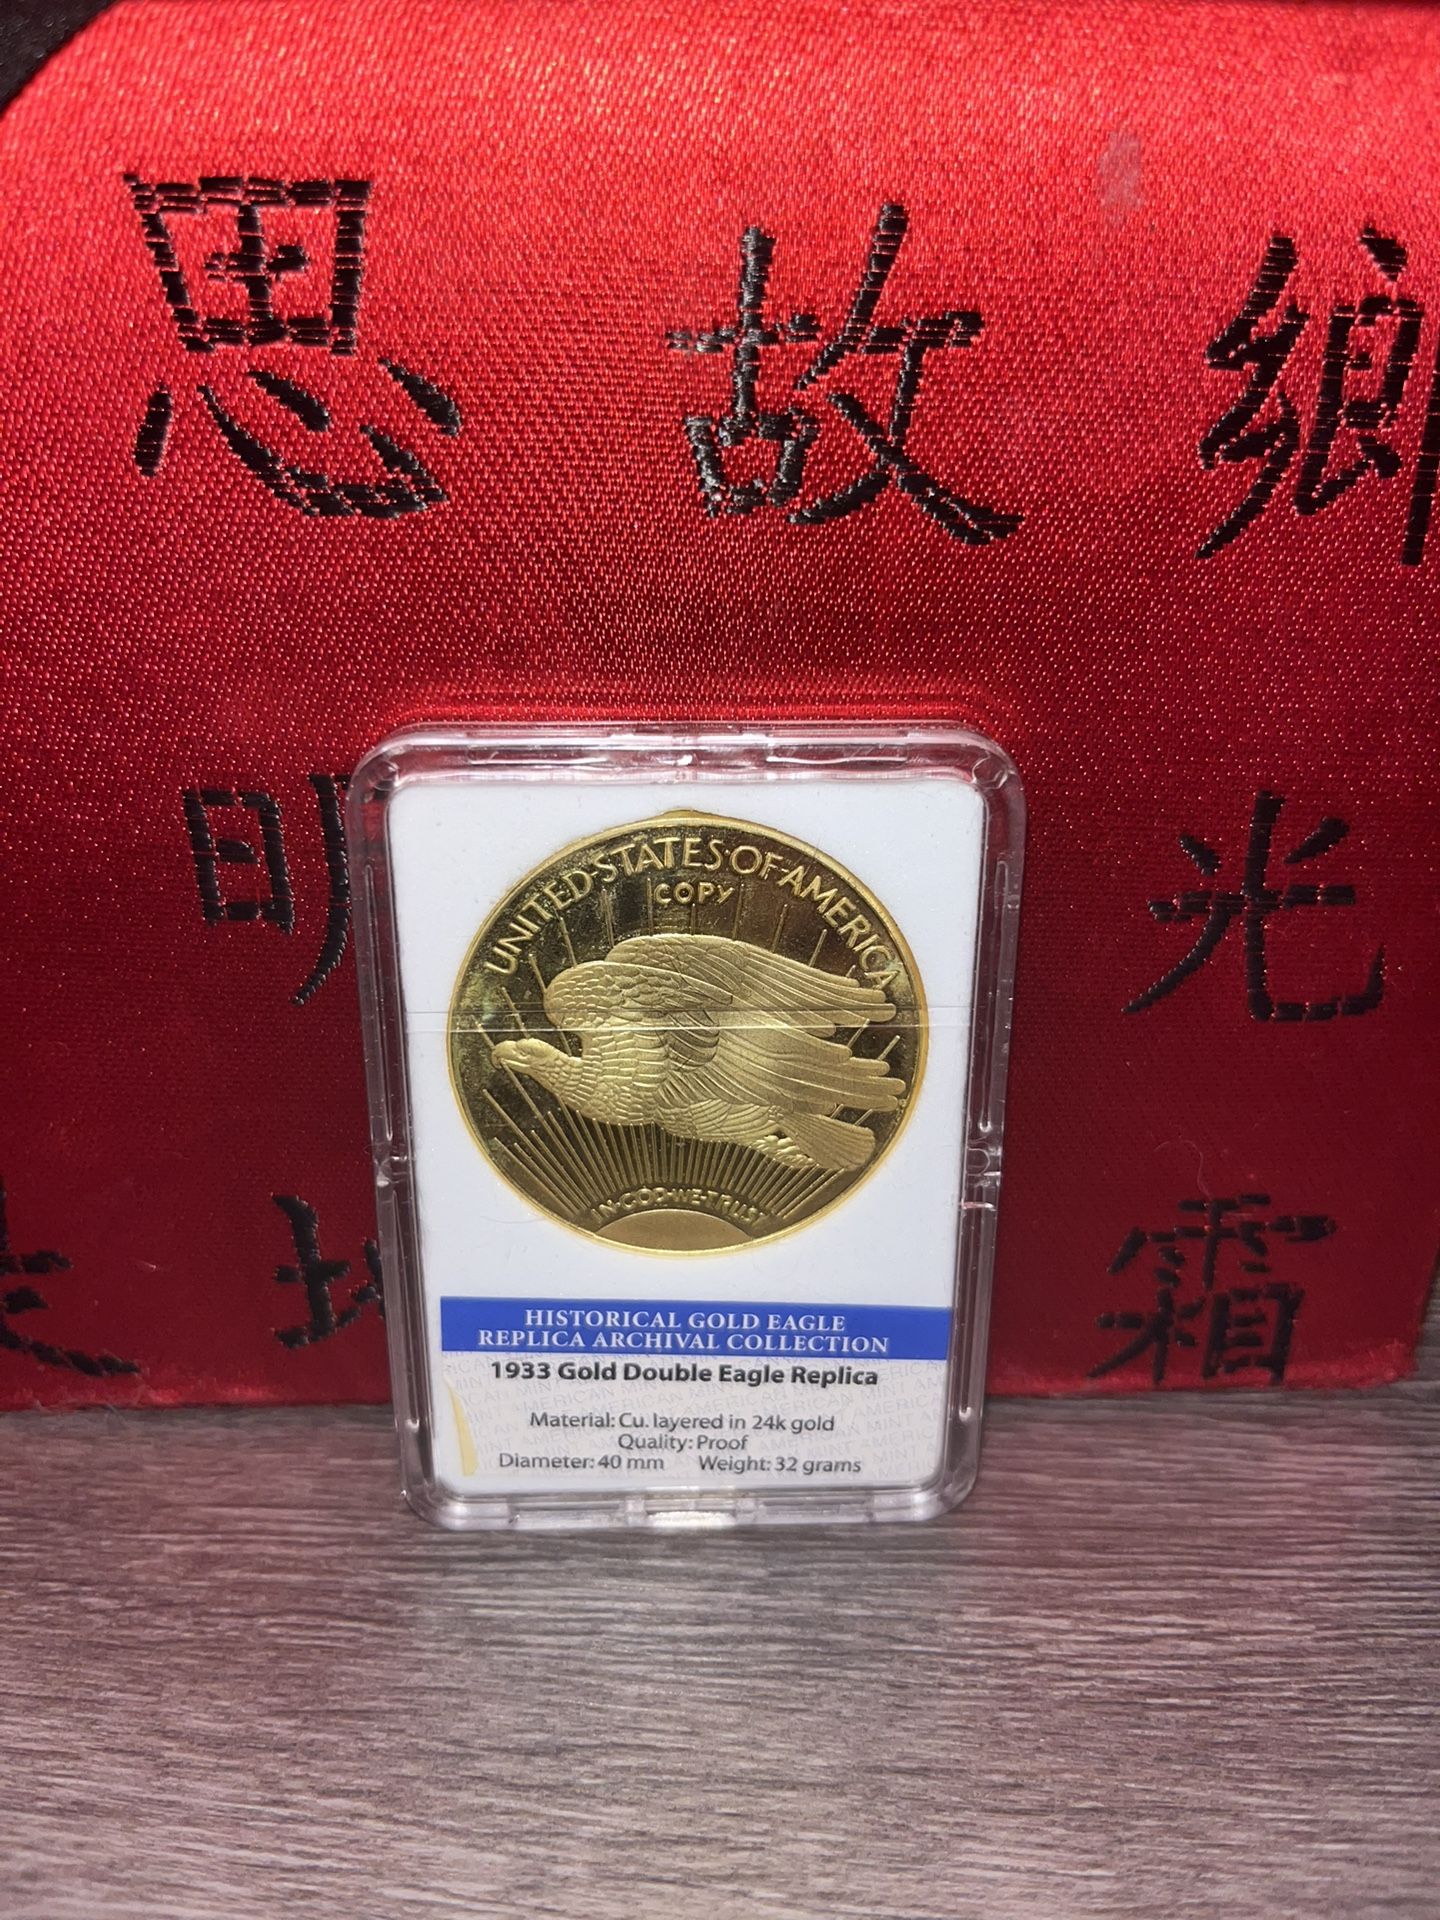 思故鄉
明光
地霜
UNITED·STATES·OF·AMERICA
COPY
IN·GOD·WE·TRUST
HISTORICAL GOLD EAGLE
REPLICA ARCHIVAL COLLECTION
1933 Gold Double Eagle Replica
Material: Cu. layered in 24k gold
Quality: Proof
Diameter: 40 mm Weight: 32 grams